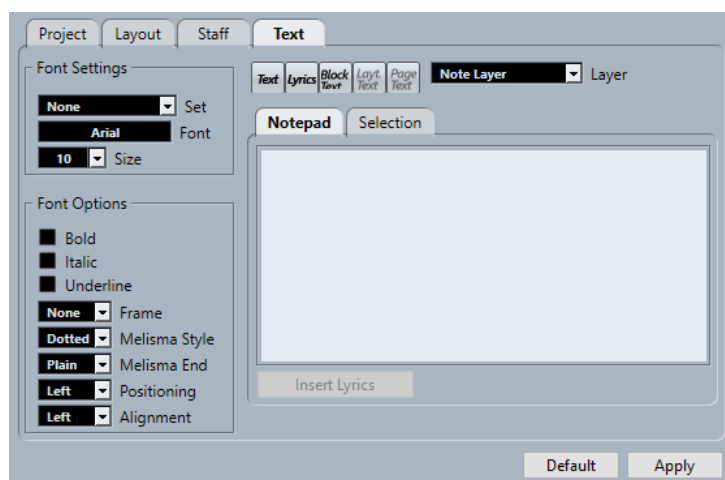 Project Layout Staff Text
Font Settings
None Set
Arial Font
10 Size
Font Options
Bold
Italic
Underline
None Frame
Dotted Melisma Style
Plain Melisma End
Left Positioning
Left Alignment
Text Lyrics Block Text Layt. Text Page Text Note Layer Layer
Notepad Selection
Insert Lyrics
Default Apply